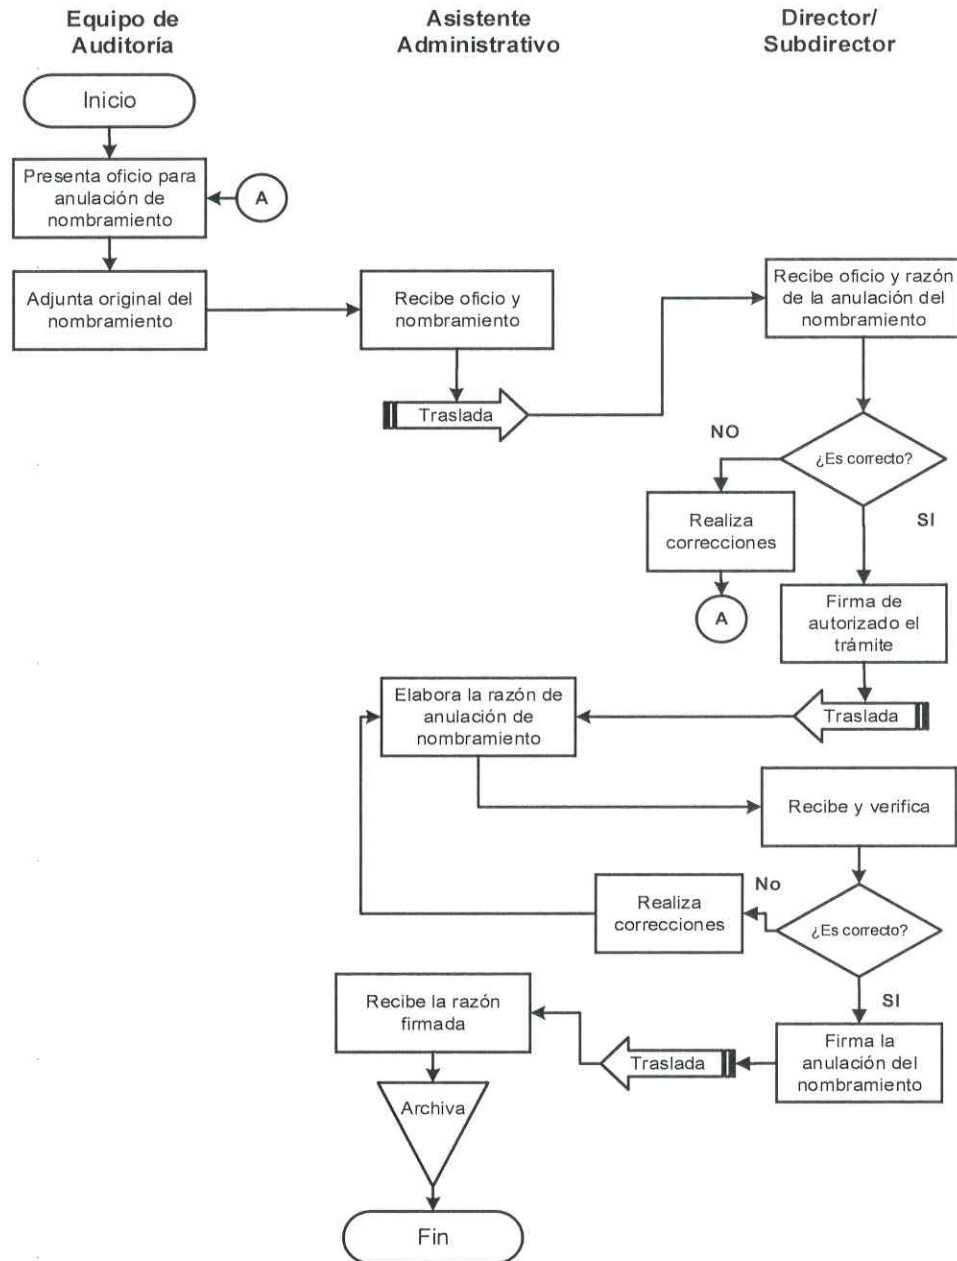 Equipo de
Auditoría
Asistente
Administrativo
Director/
Subdirector
Inicio
Presenta oficio para
anulación de
nombramiento
A
Adjunta original del
nombramiento
Recibe oficio y
nombramiento
Recibe oficio y razón
de la anulación del
nombramiento
Traslada
¿Es correcto?
NO
SI
Realiza
correcciones
A
Firma de
autorizado el
trámite
Traslada
Elabora la razón de
anulación de
nombramiento
Recibe y verifica
¿Es correcto?
No
Realiza
correcciones
SI
Firma la
anulación del
nombramiento
Traslada
Recibe la razón
firmada
Archiva
Fin